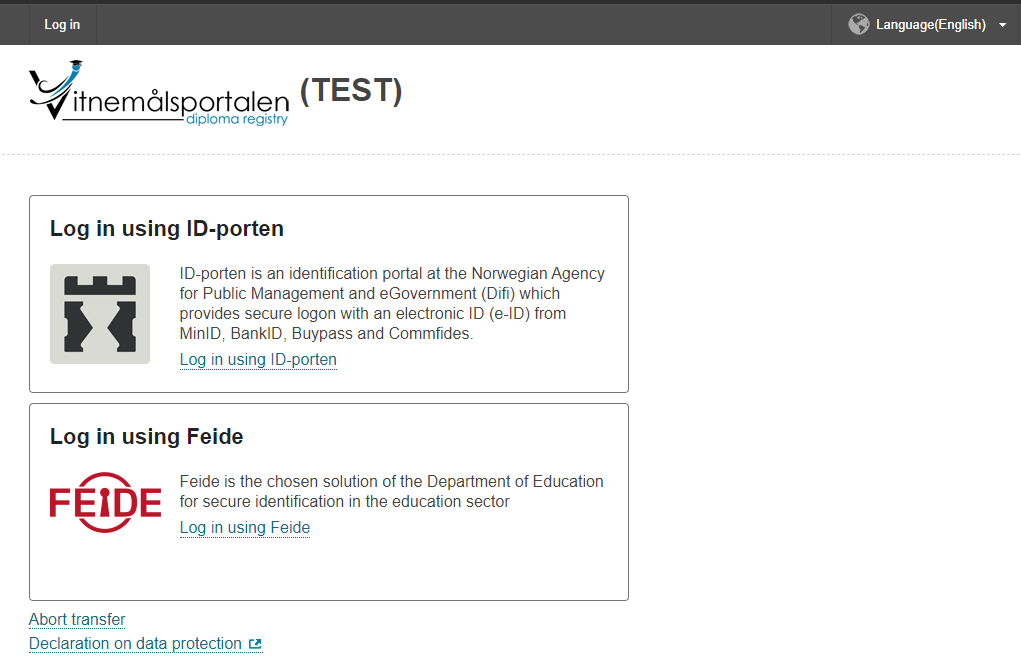 Log in
Language(English)
Vitnemålsportalen (TEST)
diploma registry
Log in using ID-porten
ID-porten is an identification portal at the Norwegian Agency
for Public Management and eGovernment (Difi) which
provides secure logon with an electronic ID (e-ID) from
MinID, BankID, Buypass and Commfides.
Log in using ID-porten
Log in using Feide
FEIDE
Feide is the chosen solution of the Department of Education
for secure identification in the education sector
Log in using Feide
Abort transfer
Declaration on data protection